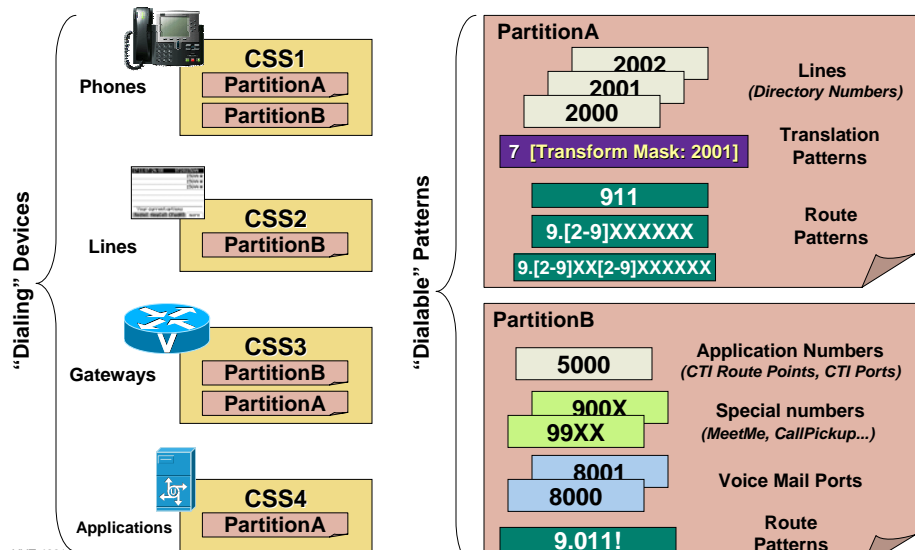 "Dialing" Devices
Phones
CSS1
PartitionA
PartitionB
Lines
CSS2
PartitionB
Gateways
V
CSS3
PartitionB
PartitionA
Applications
CSS4
PartitionA
"Dialable" Patterns
PartitionA
2002
2001
2000
Lines
(Directory Numbers)
7 [Transform Mask: 2001]
Translation
Patterns
911
9.[2-9]XXXXXX
9.[2-9]XX[2-9]XXXXXX
Route
Patterns
PartitionB
5000
Application Numbers
(CTI Route Points, CTI Ports)
900X
99XX
Special numbers
(MeetMe, CallPickup...)
8001
8000
Voice Mail Ports
9.011!
Route
Patterns